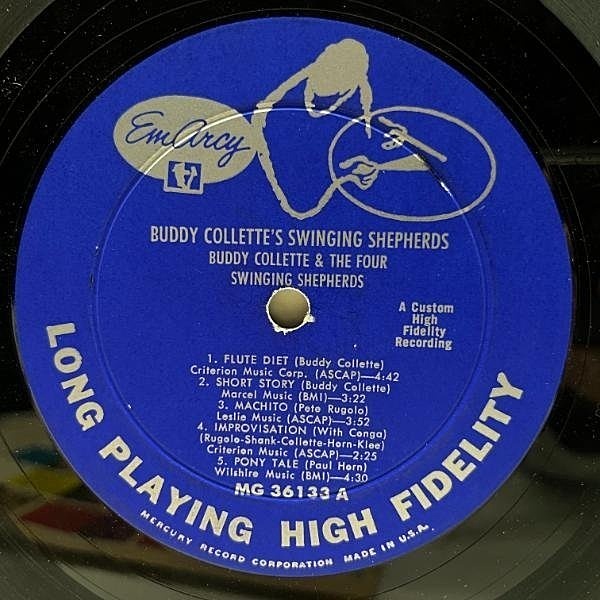 EmArcy
BUDDY COLLETTE'S SWINGING SHEPHERDS
BUDDY COLLETTE & THE FOUR
SWINGING SHEPHERDS
A Custom
High
Fidelity
Recording
1. FLUTE DIET (Buddy Collette)
Criterion Music Corp. (ASCAP)—4:42
2. SHORT STORY (Buddy Collette)
Marcel Music (BMI)—3:22
3. MACHITO (Pete Rugolo)
Leslie Music (ASCAP)—3:52
4. IMPROVISATION (With Conga)
(Rugolo-Shank-Collette-Horn-Klee)
Criterion Music (ASCAP)—2:25
5. PONY TALE (Paul Horn)
Wilshire Music (BMI)—4:30
MG 36133 A
LONG PLAYING HIGH FIDELITY
MERCURY RECORD CORPORATION MADE IN U.S.A.